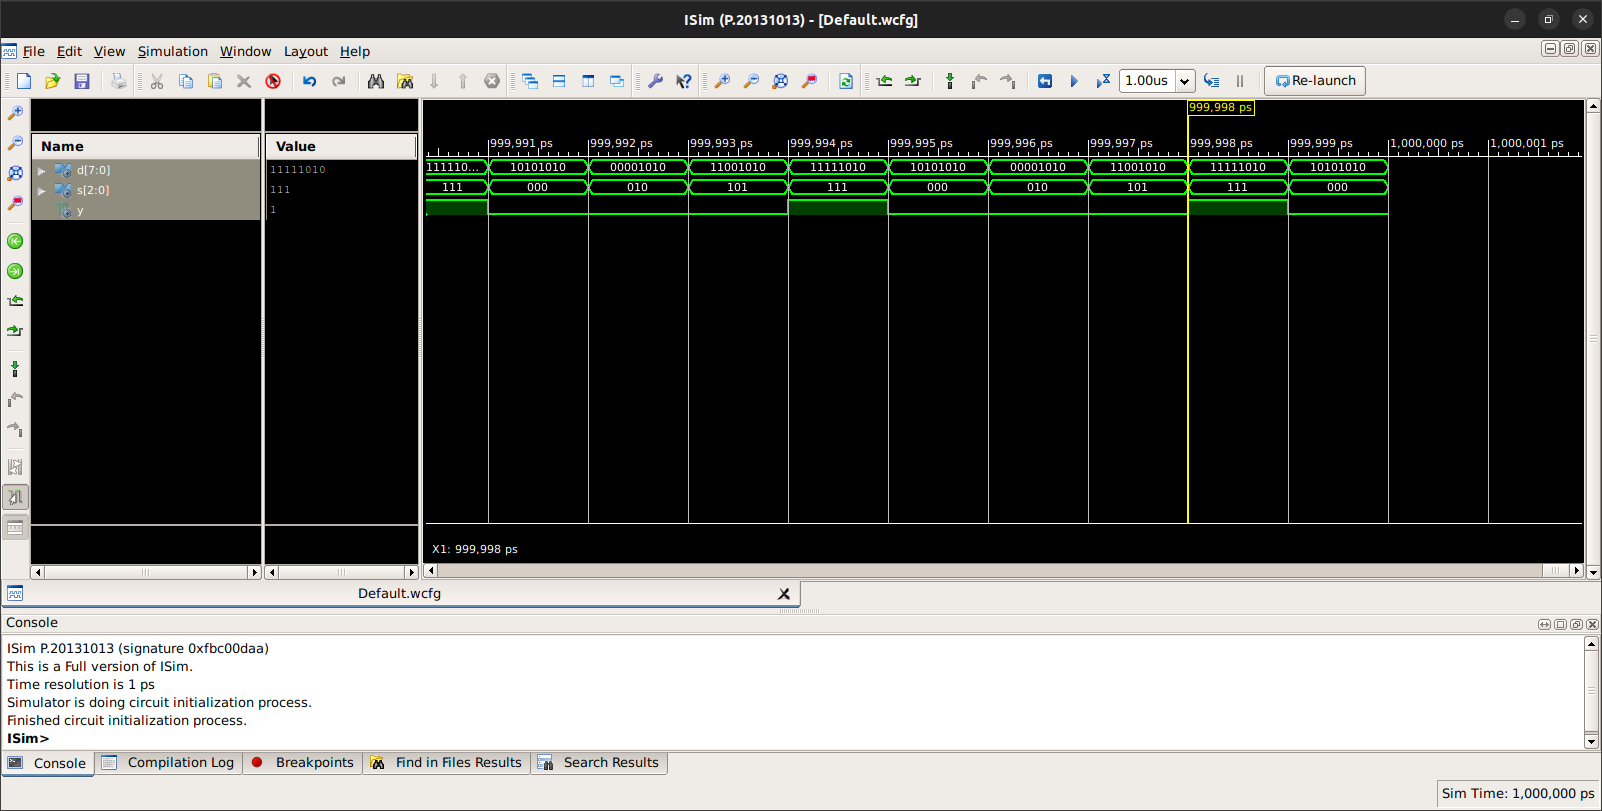 ISim (P.20131013) - [Default.wcfg]
File Edit View Simulation Window Layout Help
1.00us Re-launch
999,998 ps
Name Value
999,991 ps 999,992 ps 999,993 ps 999,994 ps 999,995 ps 999,996 ps 999,997 ps 999,998 ps 999,999 ps 1,000,000 ps 1,000,001 ps
d[7:0] 11111010 111110... 10101010 00001010 11001010 11111010 10101010 00001010 11001010 11111010 10101010
s[2:0] 111 111 000 010 101 111 000 010 101 111 000
y 1
X1: 999,998 ps
Default.wcfg
Console
ISim P.20131013 (signature 0xfbc00daa)
This is a Full version of ISim.
Time resolution is 1 ps
Simulator is doing circuit initialization process.
Finished circuit initialization process.
ISim>
Console Compilation Log Breakpoints Find in Files Results Search Results
Sim Time: 1,000,000 ps